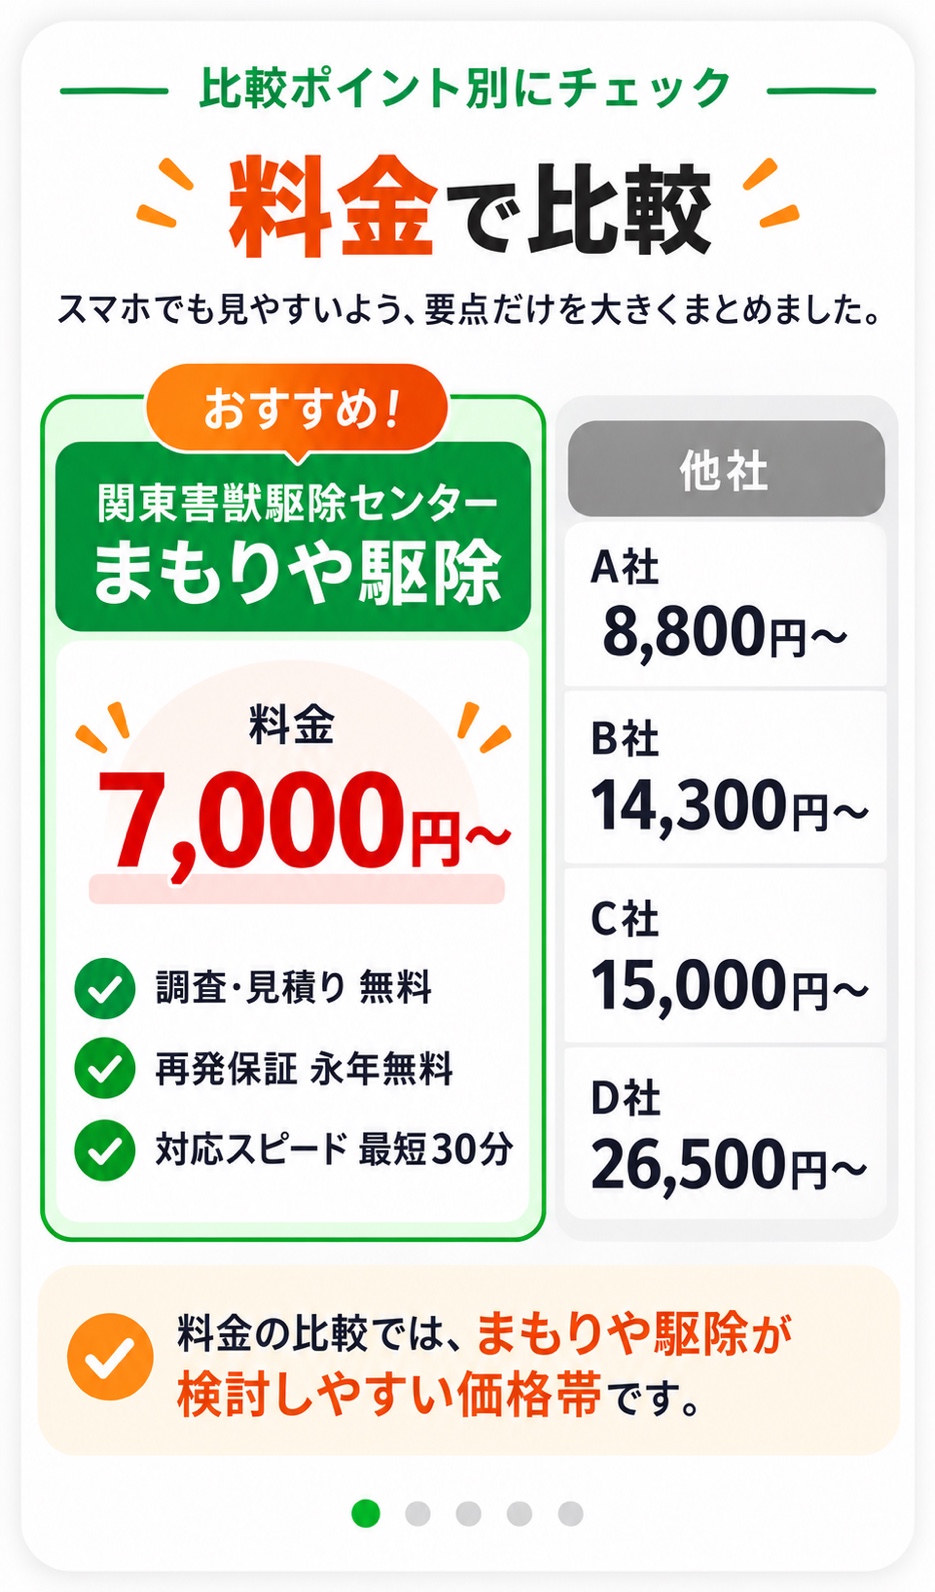 比較ポイント別にチェック
料金で比較
スマホでも見やすいよう、要点だけを大きくまとめました。
おすすめ!
関東害獣駆除センター
まもりや駆除
料金
7,000円〜
調査・見積り 無料
再発保証 永年無料
対応スピード 最短30分
他社
A社
8,800円〜
B社
14,300円〜
C社
15,000円〜
D社
26,500円〜
料金の比較では、まもりや駆除が
検討しやすい価格帯です。